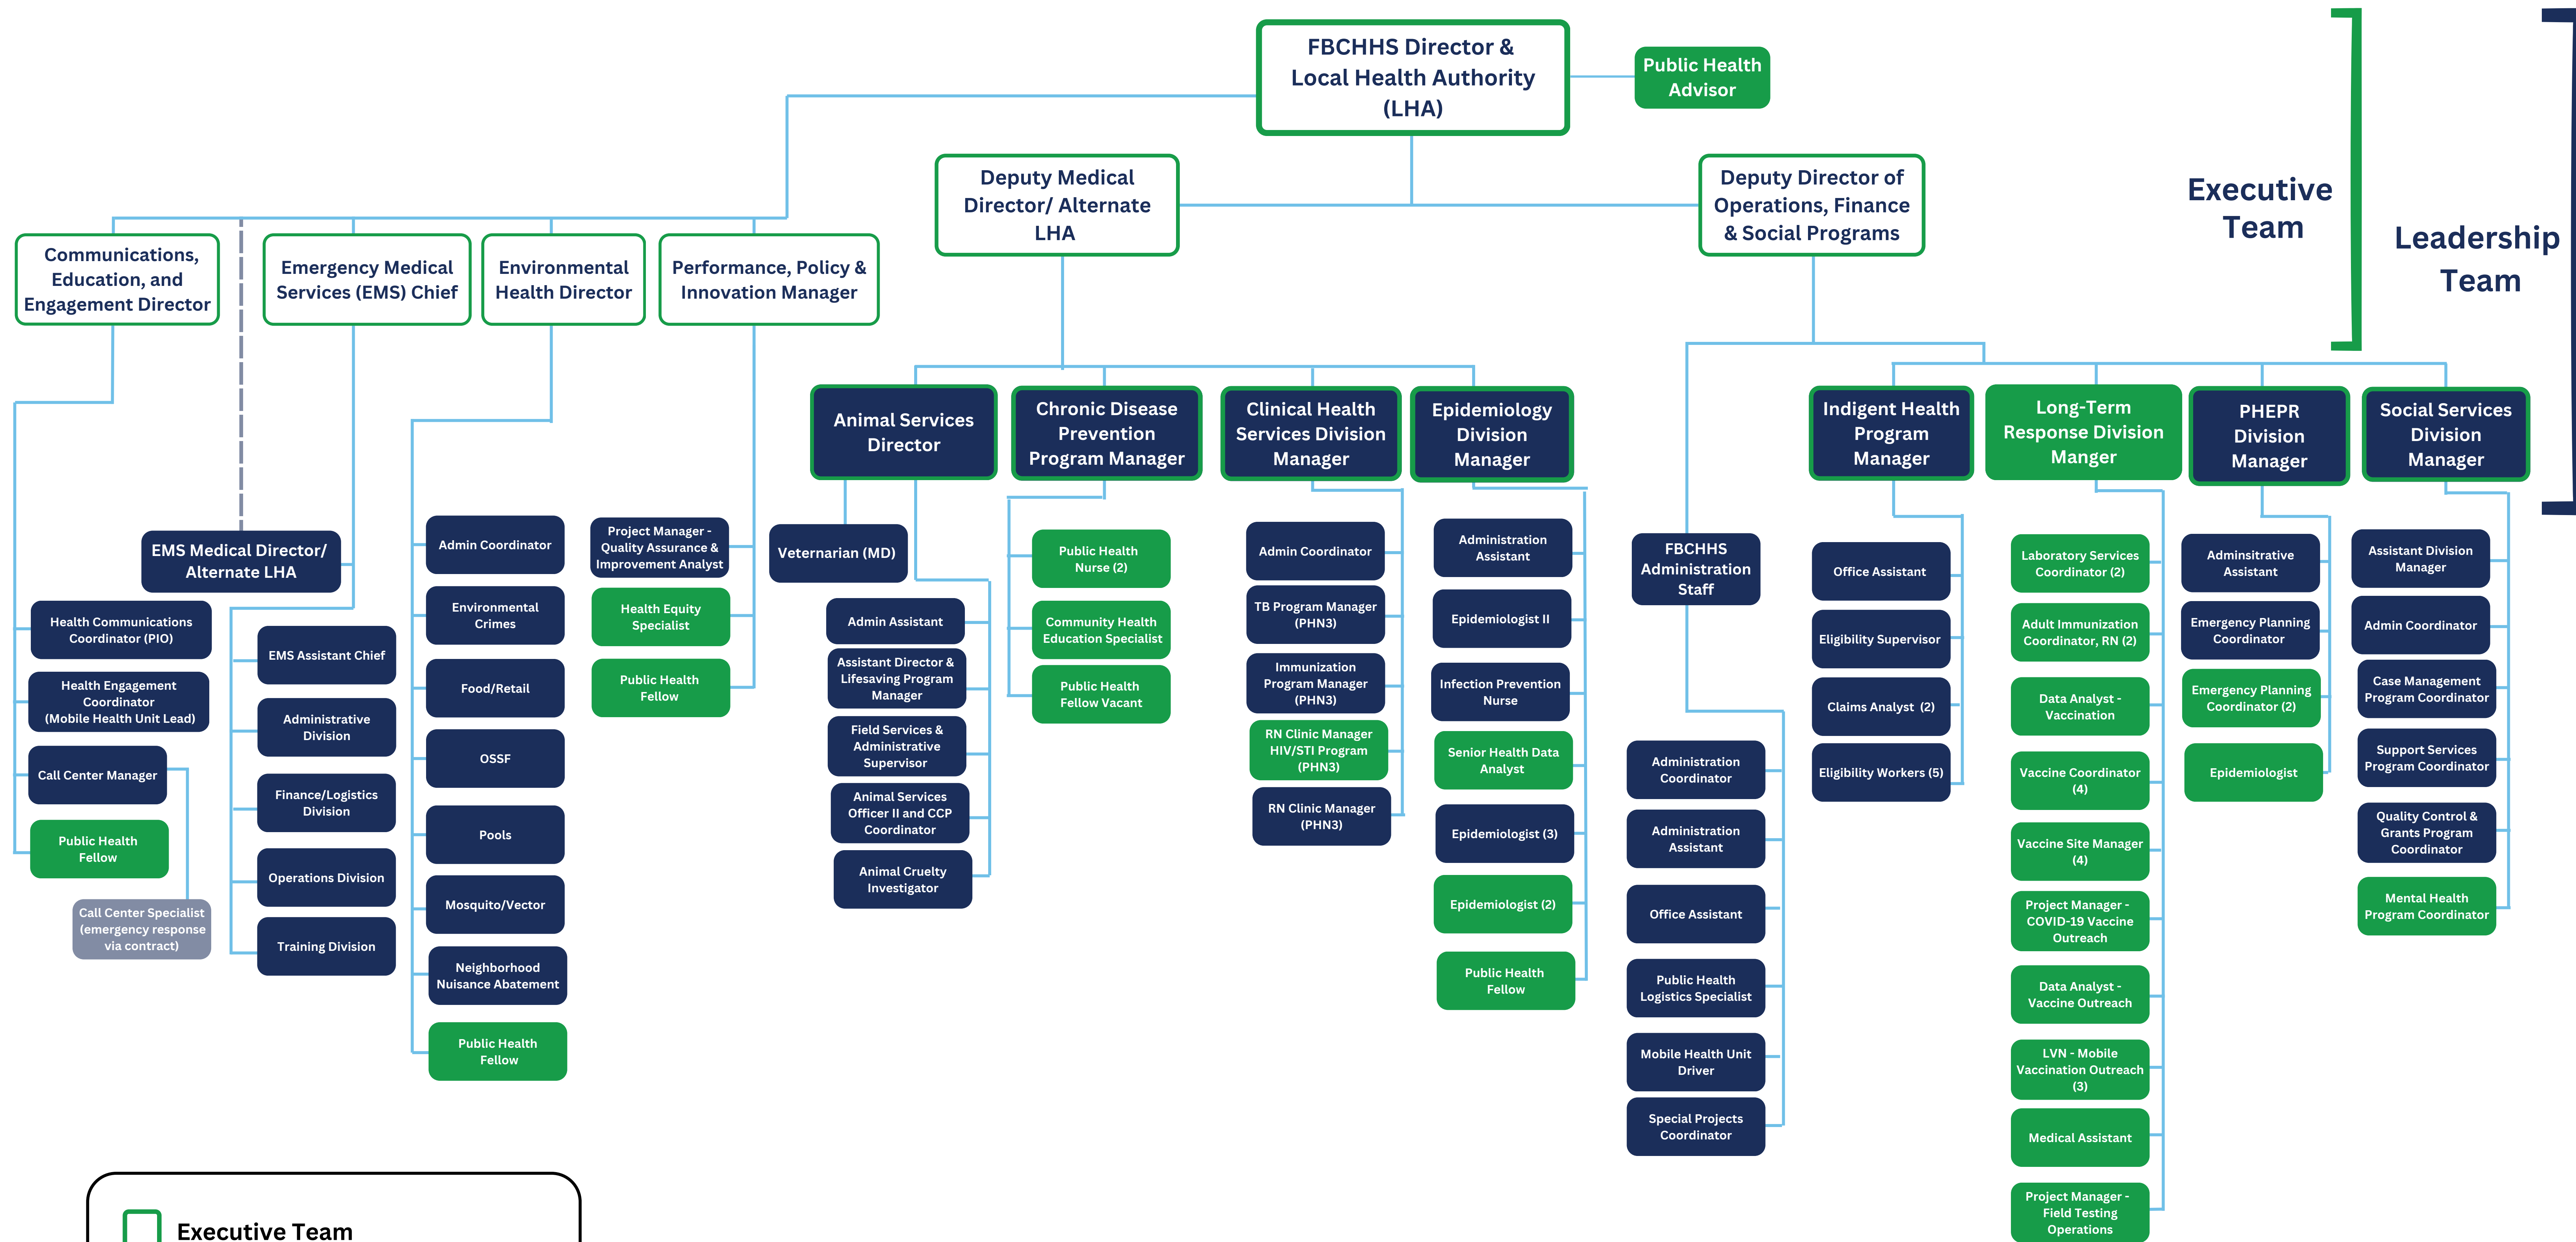 FBCHHS Director &
Local Health Authority
(LHA)
Public Health
Advisor
Executive
Team
Leadership
Team
Deputy Medical
Director/ Alternate
LHA
Deputy Director of
Operations, Finance
& Social Programs
Communications,
Education, and
Engagement Director
Emergency Medical
Services (EMS) Chief
Environmental
Health Director
Performance, Policy &
Innovation Manager
Animal Services
Director
Chronic Disease
Prevention
Program Manager
Clinical Health
Services Division
Manager
Epidemiology
Division
Manager
Indigent Health
Program
Manager
Long-Term
Response Division
Manger
PHEPR
Division
Manager
Social Services
Division
Manager
EMS Medical Director/
Alternate LHA
Health Communications
Coordinator (PIO)
Health Engagement
Coordinator
(Mobile Health Unit Lead)
Call Center Manager
Public Health
Fellow
Call Center Specialist
(emergency response
via contract)
EMS Assistant Chief
Administrative
Division
Finance/Logistics
Division
Operations Division
Training Division
Admin Coordinator
Environmental
Crimes
Food/Retail
OSSF
Pools
Mosquito/Vector
Neighborhood
Nuisance Abatement
Public Health
Fellow
Project Manager -
Quality Assurance &
Improvement Analyst
Health Equity
Specialist
Public Health
Fellow
Veternarian (MD)
Admin Assistant
Assistant Director &
Lifesaving Program
Manager
Field Services &
Administrative
Supervisor
Animal Services
Officer II and CCP
Coordinator
Animal Cruelty
Investigator
Public Health
Nurse (2)
Community Health
Education Specialist
Public Health
Fellow Vacant
Admin Coordinator
TB Program Manager
(PHN3)
Immunization
Program Manager
(PHN3)
RN Clinic Manager
HIV/STI Program
(PHN3)
RN Clinic Manager
(PHN3)
Administration
Assistant
Epidemiologist II
Infection Prevention
Nurse
Senior Health Data
Analyst
Epidemiologist (3)
Epidemiologist (2)
Public Health
Fellow
FBCHHS
Administration
Staff
Administration
Coordinator
Administration
Assistant
Office Assistant
Public Health
Logistics Specialist
Mobile Health Unit
Driver
Special Projects
Coordinator
Office Assistant
Eligibility Supervisor
Claims Analyst (2)
Eligibility Workers (5)
Laboratory Services
Coordinator (2)
Adult Immunization
Coordinator, RN (2)
Data Analyst -
Vaccination
Vaccine Coordinator
(4)
Vaccine Site Manager
(4)
Project Manager -
COVID-19 Vaccine
Outreach
Data Analyst -
Vaccine Outreach
LVN - Mobile
Vaccination Outreach
(3)
Medical Assistant
Project Manager -
Field Testing
Operations
Adminsitrative
Assistant
Emergency Planning
Coordinator
Emergency Planning
Coordinator (2)
Epidemiologist
Assistant Division
Manager
Admin Coordinator
Case Management
Program Coordinator
Support Services
Program Coordinator
Quality Control &
Grants Program
Coordinator
Mental Health
Program Coordinator
Executive Team